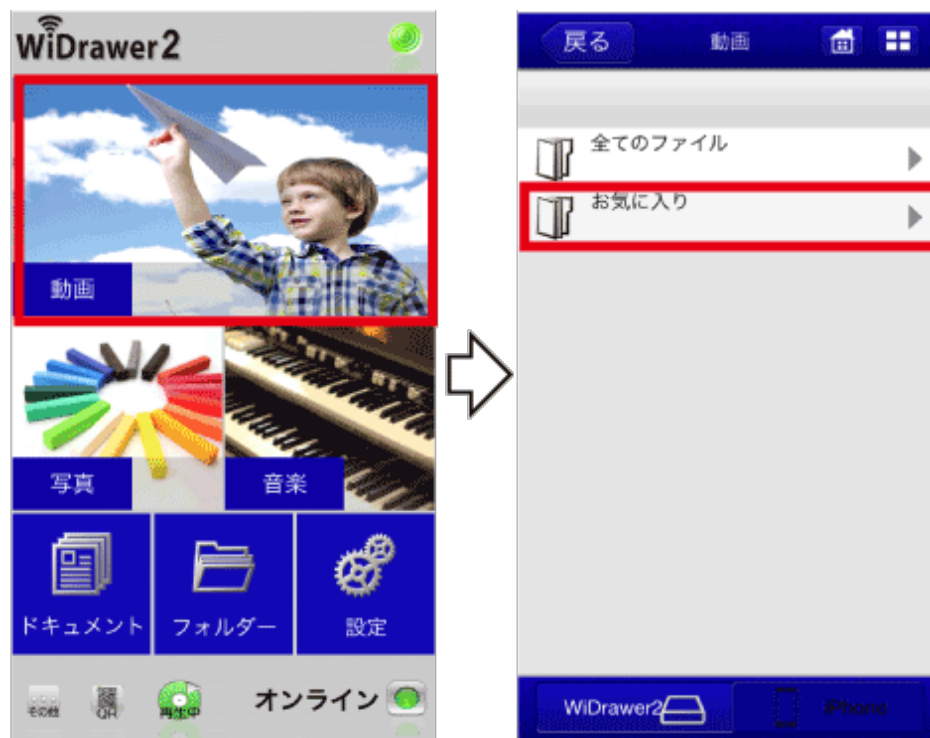 WiDrawer2
動画
写真
音楽
ドキュメント
フォルダー
設定
その他
QR
再生中
オンライン
戻る
動画
全てのファイル
お気に入り
WiDrawer2
iPhone